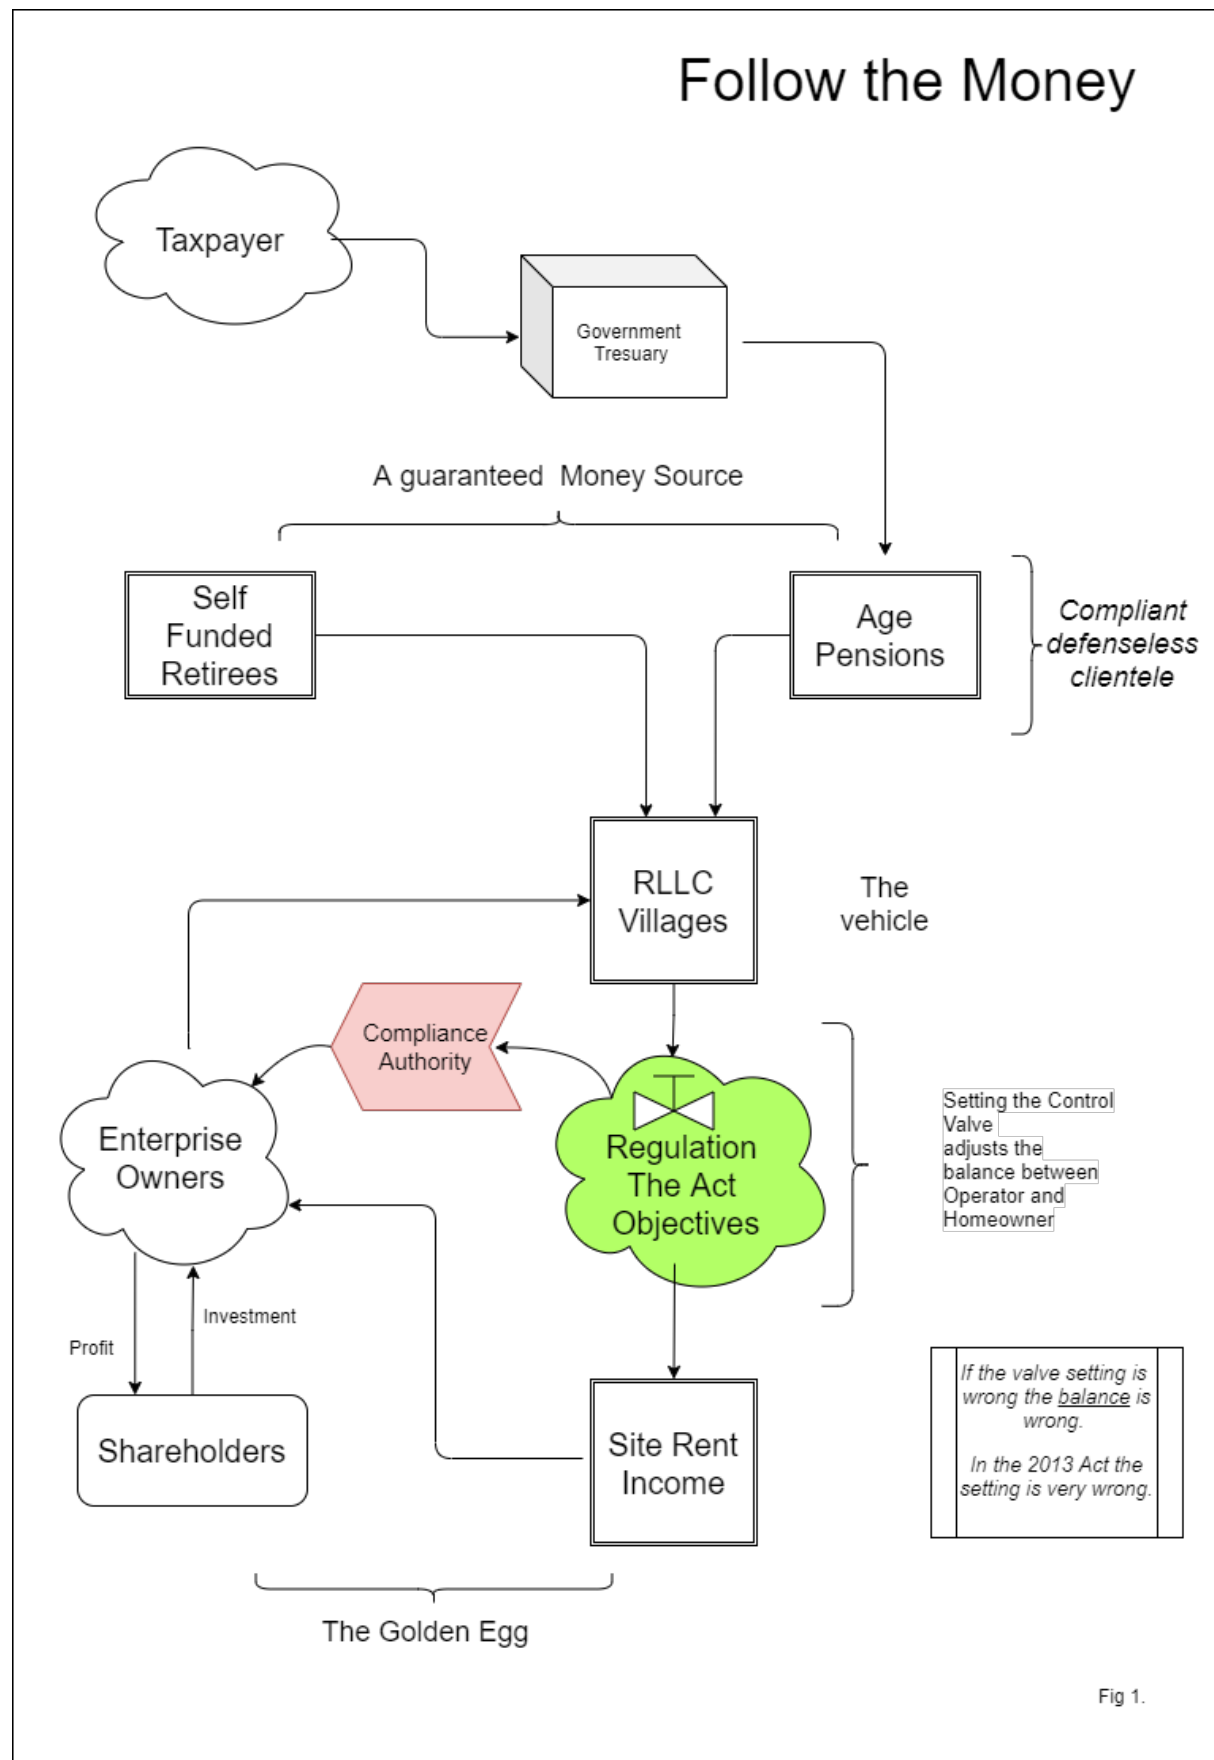 Follow the Money
Taxpayer
Government
Tresuary
A guaranteed  Money Source
Self
Funded
Retirees
Age
Pensions
Compliant
defenseless
clientele
RLLC
Villages
The
vehicle
Compliance
Authority
Enterprise
Owners
Regulation
The Act
Objectives
Setting the Control
Valve
adjusts the
balance between
Operator and
Homeowner
Investment
Profit
Shareholders
Site Rent
Income
If the valve setting is
wrong the balance is
wrong.
In the 2013 Act the
setting is very wrong.
The Golden Egg
Fig 1.